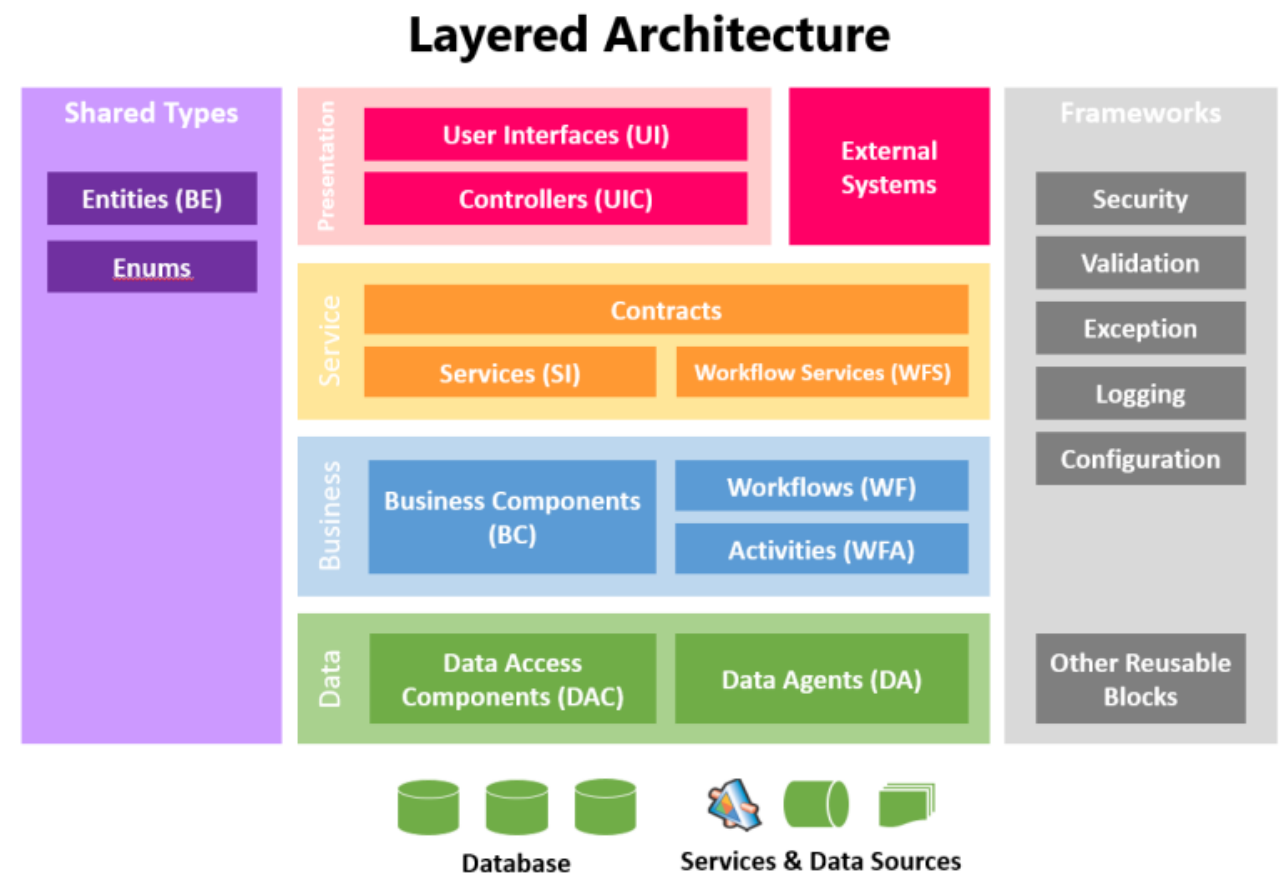 Layered Architecture
Shared Types
Entities (BE)
Enums
Presentation
User Interfaces (UI)
Controllers (UIC)
External
Systems
Service
Contracts
Services (SI)
Workflow Services (WFS)
Business
Business Components
(BC)
Workflows (WF)
Activities (WFA)
Data
Data Access
Components (DAC)
Data Agents (DA)
Frameworks
Security
Validation
Exception
Logging
Configuration
Other Reusable
Blocks
Database
Services & Data Sources